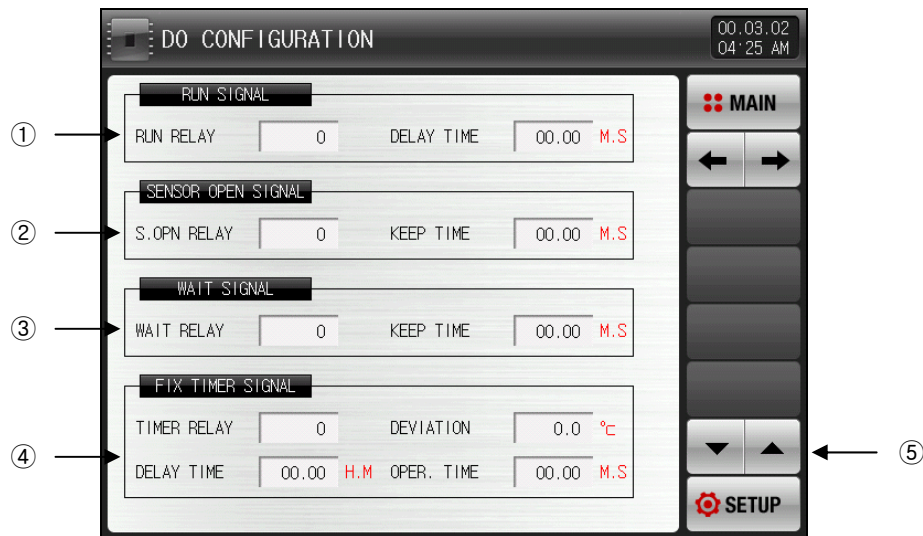 DO CONFIGURATION
00.03.02
04:25 AM
RUN SIGNAL
① RUN RELAY 0 DELAY TIME 00.00 M.S
SENSOR OPEN SIGNAL
② S.OPN RELAY 0 KEEP TIME 00.00 M.S
WAIT SIGNAL
③ WAIT RELAY 0 KEEP TIME 00.00 M.S
FIX TIMER SIGNAL
TIMER RELAY 0 DEVIATION 0.0 ℃
④ DELAY TIME 00.00 H.M OPER. TIME 00.00 M.S
MAIN
⑤
SETUP